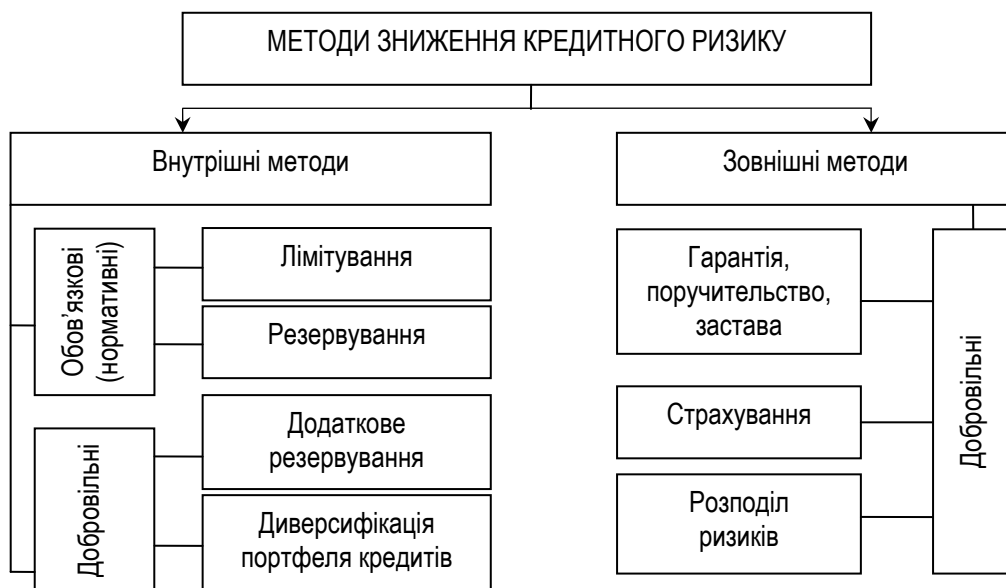 МЕТОДИ ЗНИЖЕННЯ КРЕДИТНОГО РИЗИКУ
Внутрішні методи
Зовнішні методи
Обов’язкові
(нормативні)
Лімітування
Резервування
Добровільні
Додаткове
резервування
Диверсифікація
портфеля кредитів
Гарантія,
поручительство,
застава
Страхування
Розподіл
ризиків
Добровільні